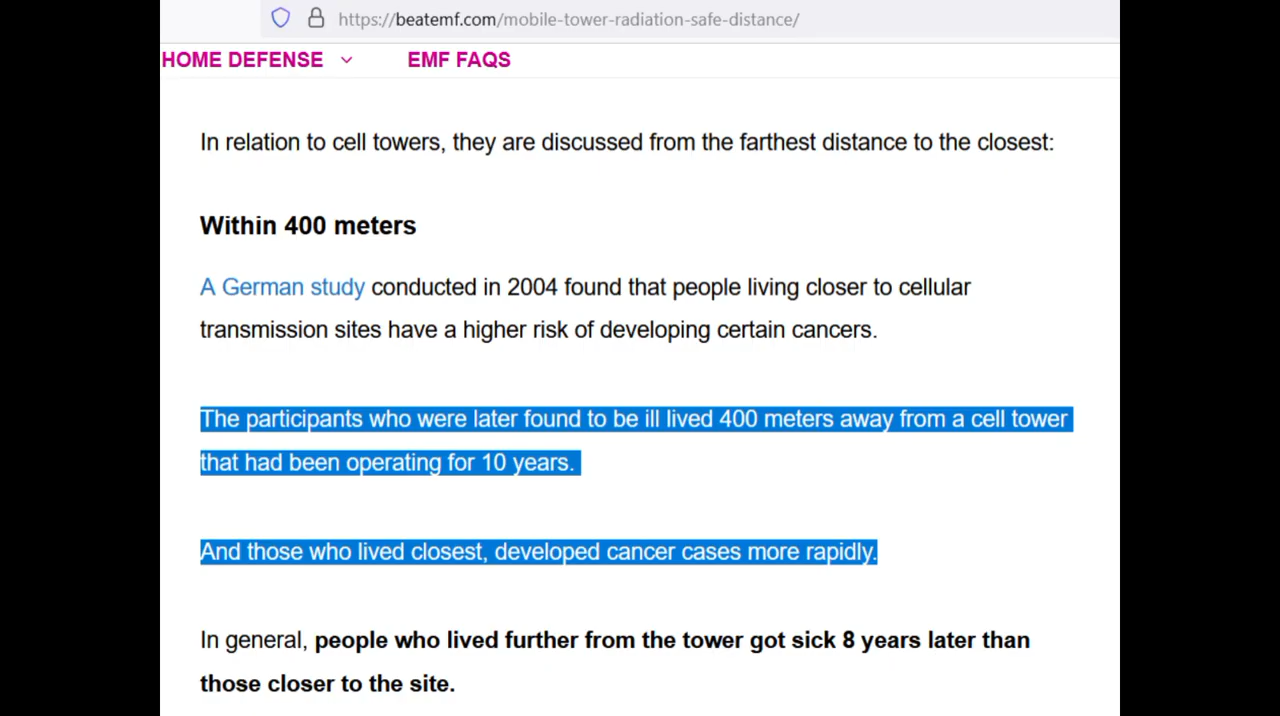 https://beatemf.com/mobile-tower-radiation-safe-distance/
HOME DEFENSE EMF FAQS
In relation to cell towers, they are discussed from the farthest distance to the closest:
Within 400 meters
A German study conducted in 2004 found that people living closer to cellular
transmission sites have a higher risk of developing certain cancers.
The participants who were later found to be ill lived 400 meters away from a cell tower
that had been operating for 10 years.
And those who lived closest, developed cancer cases more rapidly.
In general, people who lived further from the tower got sick 8 years later than
those closer to the site.